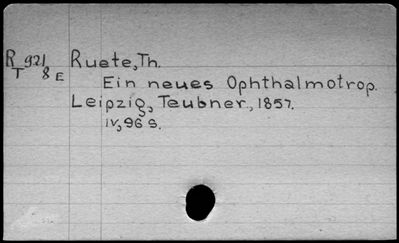 R 921 Ruete, Th.
T 8 E
Ein neues Ophthalmotrop.
Leipzig, Teubner, 1857.
IV, 96 S.